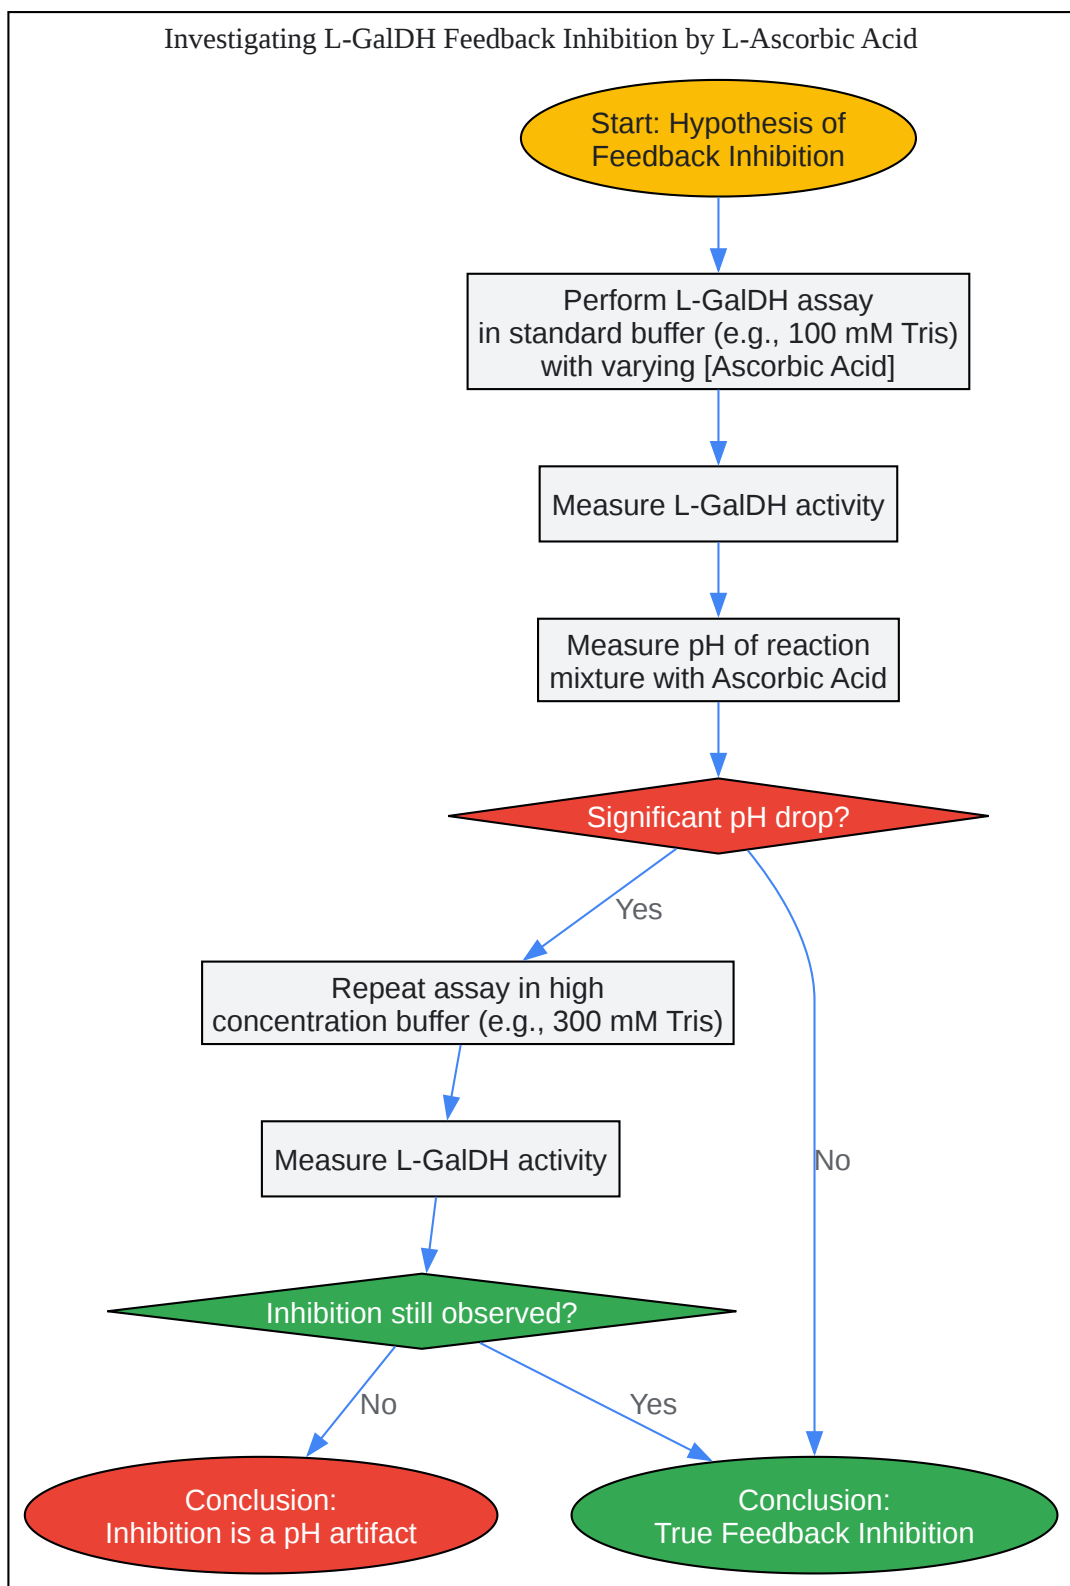 Investigating L-GalDH Feedback Inhibition by L-Ascorbic Acid
Start: Hypothesis of
Feedback Inhibition
Perform L-GalDH assay
in standard buffer (e.g., 100 mM Tris)
with varying [Ascorbic Acid]
Measure L-GalDH activity
Measure pH of reaction
mixture with Ascorbic Acid
Significant pH drop?
Yes
Repeat assay in high
concentration buffer (e.g., 300 mM Tris)
Measure L-GalDH activity
No
Inhibition still observed?
No
Yes
Conclusion:
Inhibition is a pH artifact
Conclusion:
True Feedback Inhibition